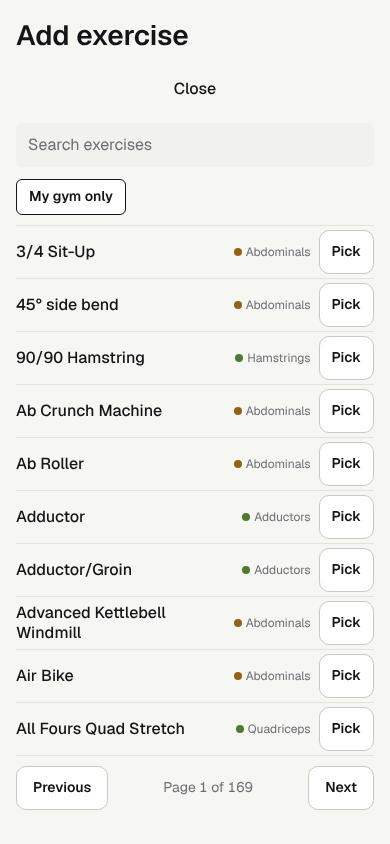 Add exercise
Close
Search exercises
My gym only
3/4 Sit-Up Abdominals Pick
45° side bend Abdominals Pick
90/90 Hamstring Hamstrings Pick
Ab Crunch Machine Abdominals Pick
Ab Roller Abdominals Pick
Adductor Adductors Pick
Adductor/Groin Adductors Pick
Advanced Kettlebell
Windmill Abdominals Pick
Air Bike Abdominals Pick
All Fours Quad Stretch Quadriceps Pick
Previous Page 1 of 169 Next